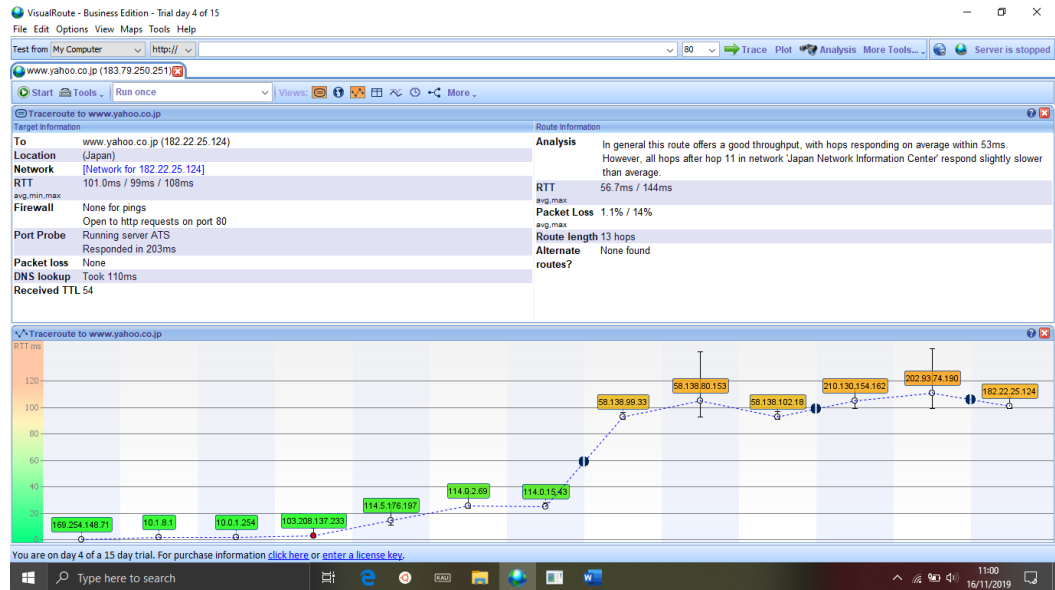 VisualRoute - Business Edition - Trial day 4 of 15
File Edit Options View Maps Tools Help
Test from My Computer http:// 80 Trace Plot Analysis More Tools... Server is stopped
www.yahoo.co.jp (183.79.250.251)
Start Tools Run once Views: More
Traceroute to www.yahoo.co.jp
Target Information
To www.yahoo.co.jp (182.22.25.124)
Location (Japan)
Network [Network for 182.22.25.124]
RTT 101.0ms / 99ms / 108ms
avg,min,max
Firewall None for pings
Open to http requests on port 80
Port Probe Running server ATS
Responded in 203ms
Packet loss None
DNS lookup Took 110ms
Received TTL 54
Route Information
Analysis In general this route offers a good throughput, with hops responding on average within 53ms.
However, all hops after hop 11 in network 'Japan Network Information Center' respond slightly slower
than average.
RTT 56.7ms / 144ms
avg,max
Packet Loss 1.1% / 14%
avg,max
Route length 13 hops
Alternate None found
routes?
Traceroute to www.yahoo.co.jp
RTT ms
120
100
80
60
40
20
0
169.254.148.71
10.1.8.1
10.0.1.254
103.208.137.233
114.5.176.197
114.0.2.69
114.0.15.43
58.138.99.33
58.138.80.153
58.138.102.18
210.130.154.162
202.93.74.190
182.22.25.124
You are on day 4 of a 15 day trial. For purchase information click here or enter a license key.
Type here to search
KALI
11:00
16/11/2019